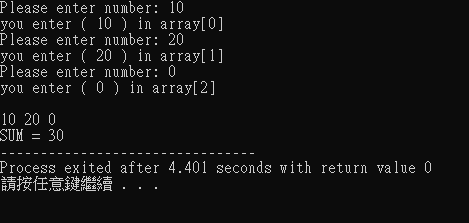 Please enter number: 10
you enter ( 10 ) in array[0]
Please enter number: 20
you enter ( 20 ) in array[1]
Please enter number: 0
you enter ( 0 ) in array[2]

10 20 0
SUM = 30
--------------------------------
Process exited after 4.401 seconds with return value 0
請按任意鍵繼續 . . .